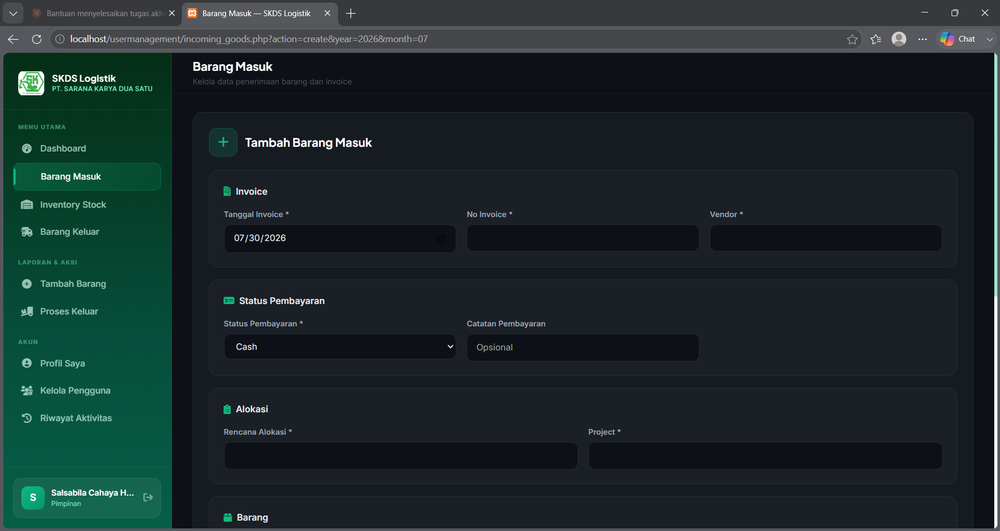 Bantuan menyelesaikan tugas akh
Barang Masuk — SKDS Logistik
localhost/usermanagement/incoming_goods.php?action=create&year=2026&month=07
Chat
SK
SKDS Logistik
PT. SARANA KARYA DUA SATU
MENU UTAMA
Dashboard
Barang Masuk
Inventory Stock
Barang Keluar
LAPORAN & AKSI
Tambah Barang
Proses Keluar
AKUN
Profil Saya
Kelola Pengguna
Riwayat Aktivitas
S
Salsabila Cahaya H...
Pimpinan
Barang Masuk
Kelola data penerimaan barang dan invoice
Tambah Barang Masuk
Invoice
Tanggal Invoice *
No Invoice *
Vendor *
07/30/2026
Status Pembayaran
Status Pembayaran *
Catatan Pembayaran
Cash
Opsional
Alokasi
Rencana Alokasi *
Project *
Barang